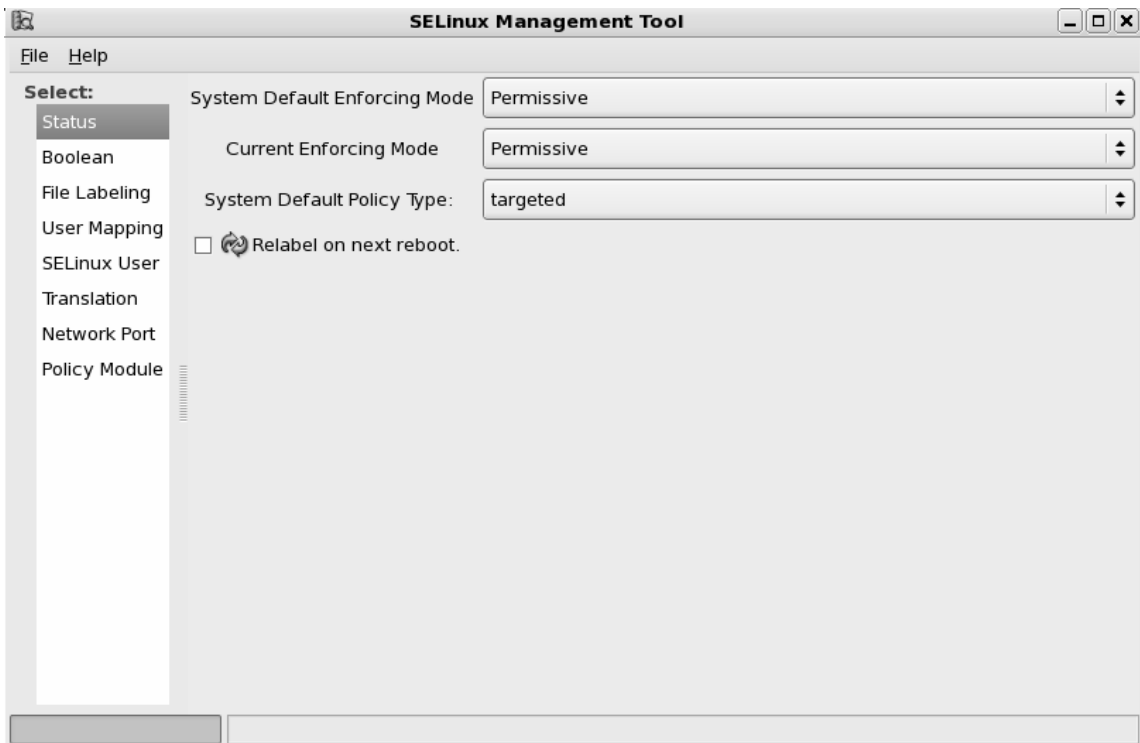 SELinux Management Tool
File Help
Select:
Status
Boolean
File Labeling
User Mapping
SELinux User
Translation
Network Port
Policy Module
System Default Enforcing Mode Permissive
Current Enforcing Mode Permissive
System Default Policy Type: targeted
Relabel on next reboot.